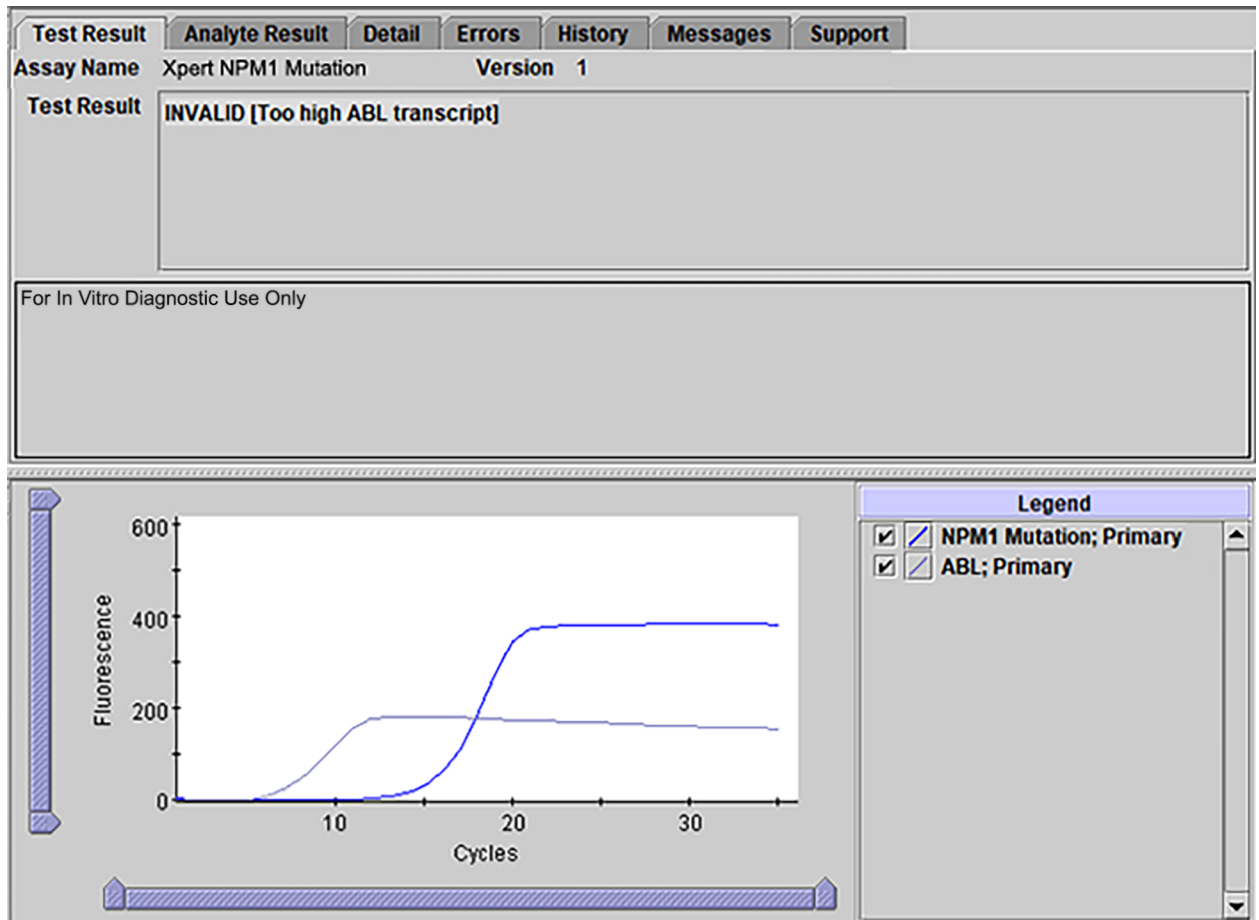 Test Result Analyte Result Detail Errors History Messages Support
Assay Name Xpert NPM1 Mutation Version 1
Test Result INVALID [Too high ABL transcript]
For In Vitro Diagnostic Use Only
Legend
NPM1 Mutation; Primary
ABL; Primary
600
400
200
0
Fluorescence
10 20 30
Cycles